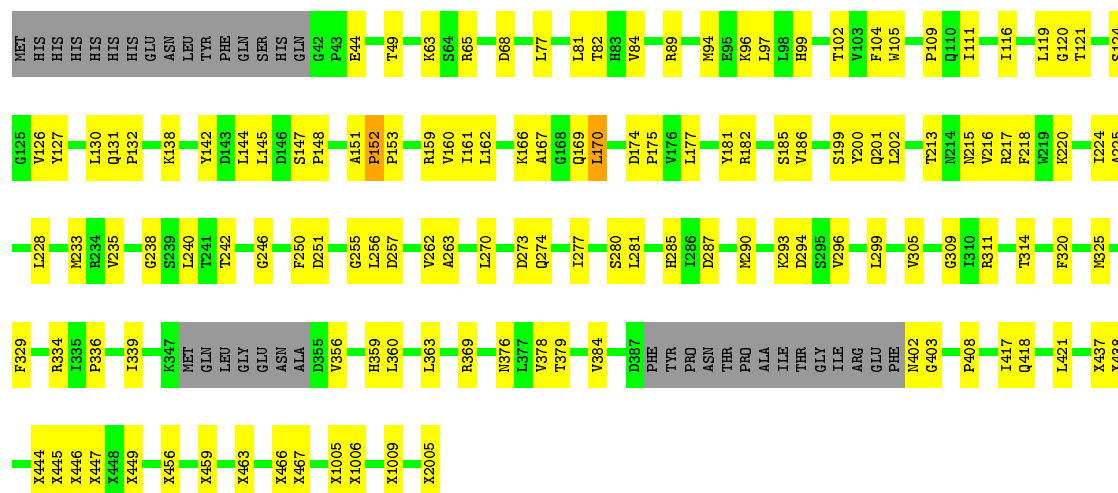 MET HIS HIS HIS HIS HIS HIS GLU ASN LEU TYR PHE GLN SER HIS GLN G42 P43 E44 T49 K63 S64 R65 D68 L77 L81 T82 H83 V84 R89 M94 E95 K96 L97 L98 H99 T102 V103 F104 W105 P109 Q110 I111 I116 L119 G120 T121 S124
G125 V126 Y127 L130 Q131 P132 K138 Y142 D143 L144 L145 D146 S147 P148 A151 P152 P153 R159 V160 I161 L162 K166 A167 G168 Q169 L170 D174 P175 V176 L177 Y181 R182 S185 V186 S199 Y200 Q201 L202 T213 N214 N215 V216 R217 F218 W219 K220 I224 A225
L228 M233 R234 V235 G238 S239 L240 T241 T242 G246 F250 D251 G255 L256 D257 V262 A263 L270 D273 Q274 I277 S280 L281 H285 I286 D287 M290 K293 D294 S295 V296 L299 V305 G309 I310 R311 T314 F320 M325
F329 R334 I335 P336 I339 K347 MET GLN LEU GLY GLU ASN ALA D355 V356 H359 L360 L363 R369 N376 L377 V378 T379 V384 D387 PHE TYR PRO ASN THR PRO ALA ILE THR GLY ILE ARG GLU PHE N402 G403 P408 I417 Q418 L421 X437 X438
X444 X445 X446 X447 X448 X449 X456 X459 X463 X466 X467 X1005 X1006 X1009 X2005